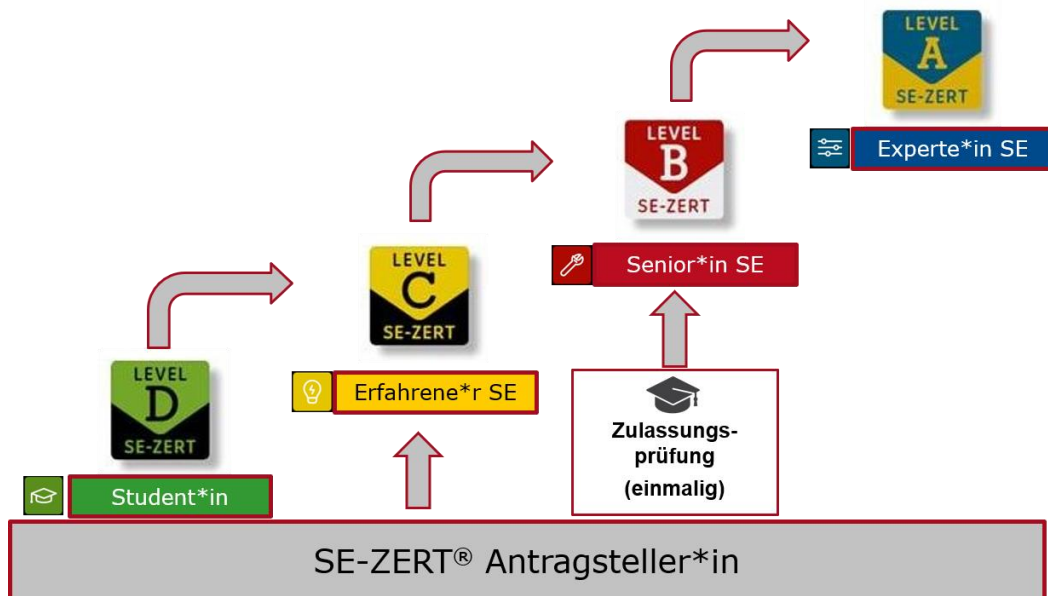 LEVEL
A
SE-ZERT
Experte*in SE
LEVEL
B
SE-ZERT
Senior*in SE
LEVEL
C
SE-ZERT
Erfahrene*r SE
LEVEL
D
SE-ZERT
Student*in
Zulassungs-
prüfung
(einmalig)
SE-ZERT® Antragsteller*in